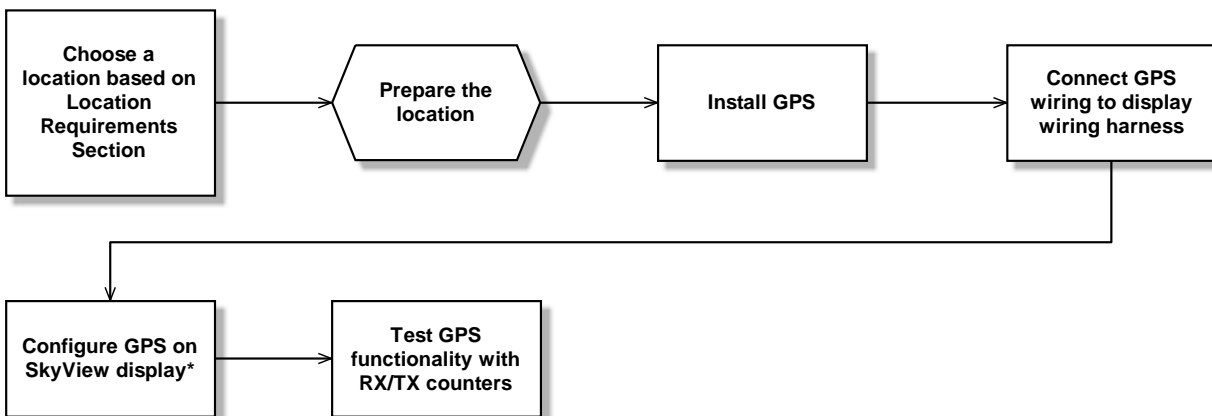 Choose a
location based on
Location
Requirements
Section
Prepare the
location
Install GPS
Connect GPS
wiring to display
wiring harness
Configure GPS on
SkyView display*
Test GPS
functionality with
RX/TX counters